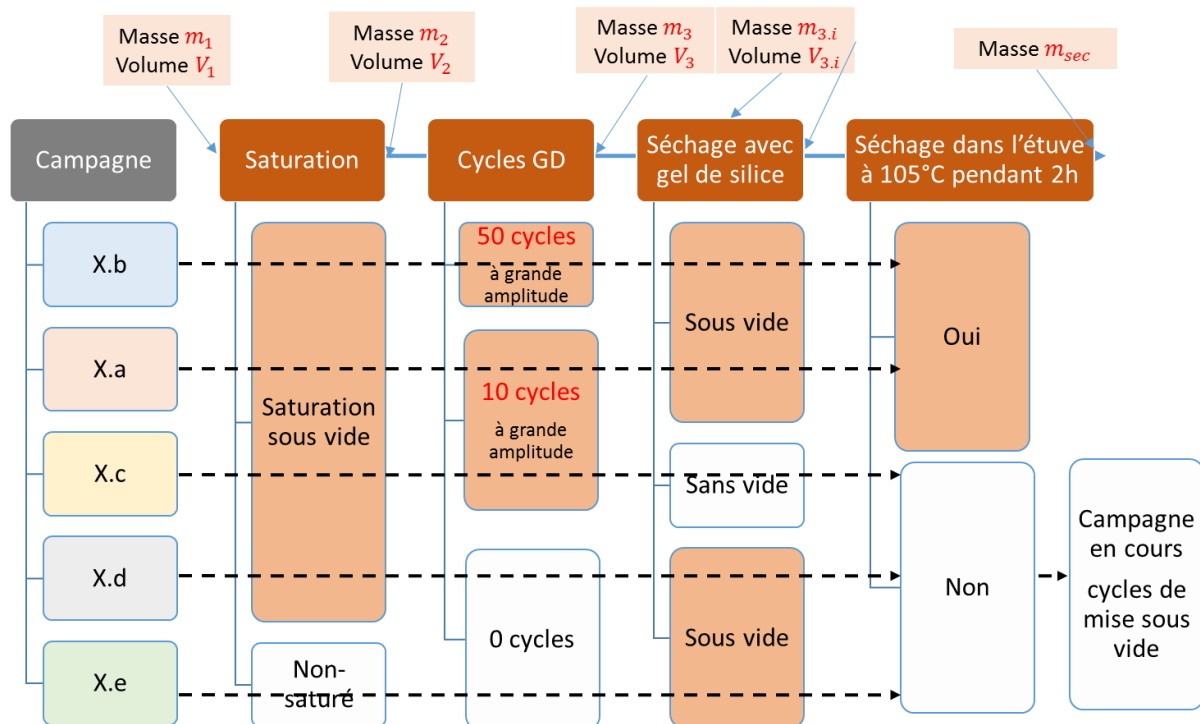 Masse m₁
Volume V₁
Masse m₂
Volume V₂
Masse m₃
Volume V₃
Masse m₃.ᵢ
Volume V₃.ᵢ
Masse m_sec
Campagne
Saturation
Cycles GD
Séchage avec
gel de silice
Séchage dans l'étuve
à 105°C pendant 2h
X.b
X.a
X.c
X.d
X.e
Saturation
sous vide
Non-
saturé
50 cycles
à grande
amplitude
10 cycles
à grande
amplitude
0 cycles
Sous vide
Sans vide
Sous vide
Oui
Non
Campagne
en cours
cycles de
mise sous
vide